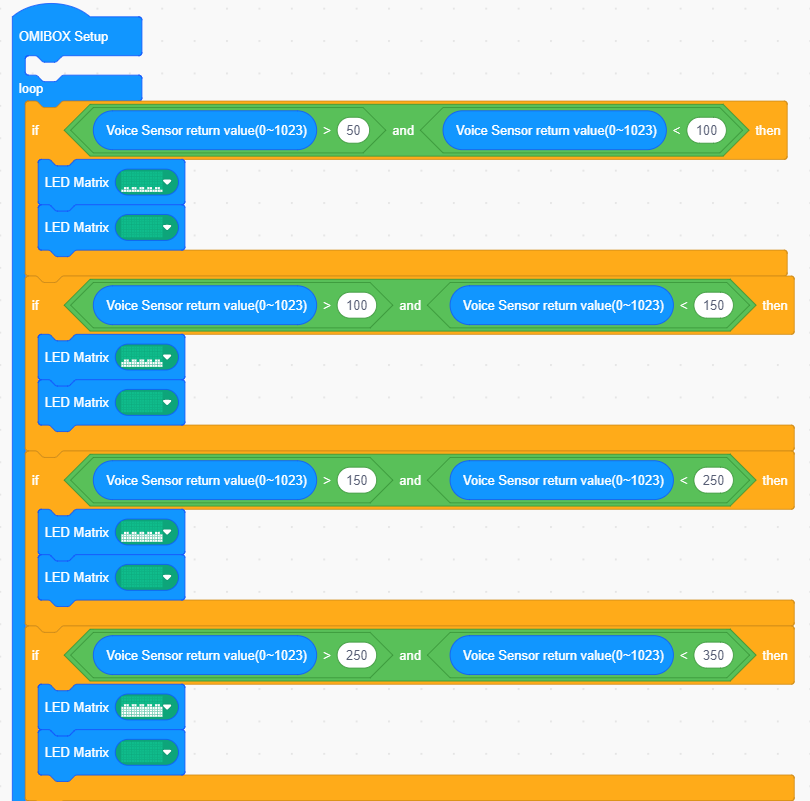 OMIBOX Setup
loop
if Voice Sensor return value(0~1023) > 50 and Voice Sensor return value(0~1023) < 100 then
LED Matrix
LED Matrix
if Voice Sensor return value(0~1023) > 100 and Voice Sensor return value(0~1023) < 150 then
LED Matrix
LED Matrix
if Voice Sensor return value(0~1023) > 150 and Voice Sensor return value(0~1023) < 250 then
LED Matrix
LED Matrix
if Voice Sensor return value(0~1023) > 250 and Voice Sensor return value(0~1023) < 350 then
LED Matrix
LED Matrix